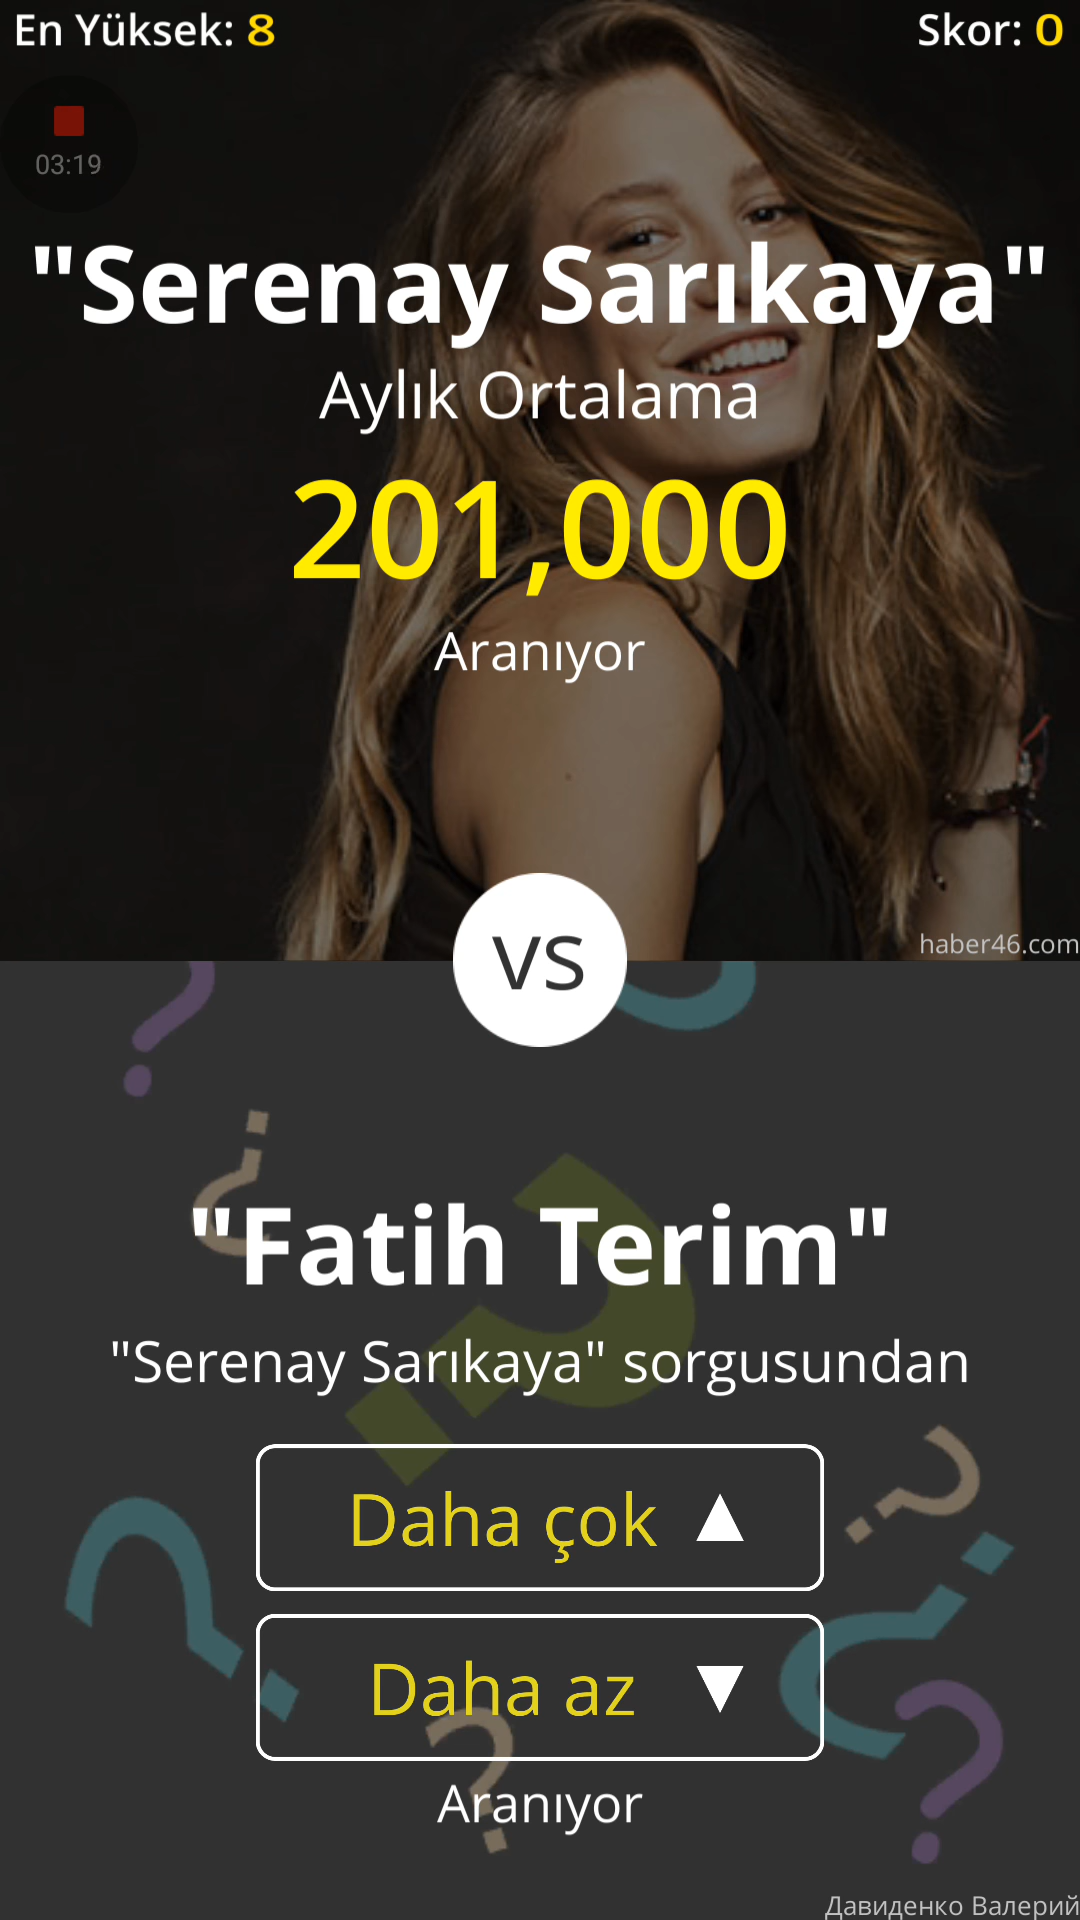 En Yüksek: 8
Skor: 0
03:19
"Serenay Sarıkaya"
Aylık Ortalama
201,000
Aranıyor
haber46.com
VS
"Fatih Terim"
"Serenay Sarıkaya" sorgusundan
Daha çok ▲
Daha az ▼
Aranıyor
Давиденко Валерий